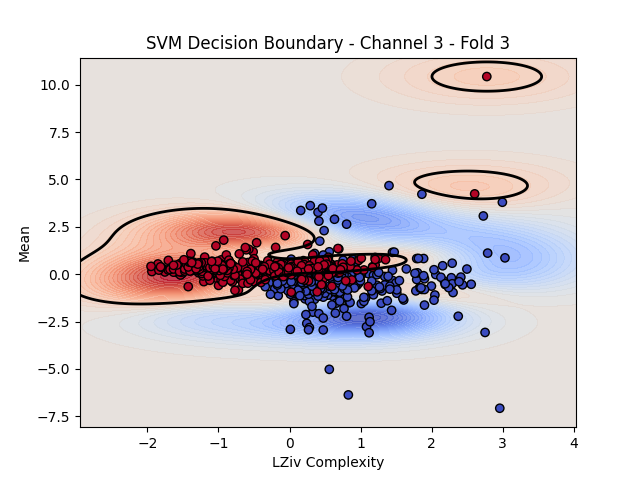 SVM Decision Boundary - Channel 3 - Fold 3
10.0
7.5
5.0
2.5
0.0
−2.5
−5.0
−7.5
Mean
−2 −1 0 1 2 3 4
LZiv Complexity